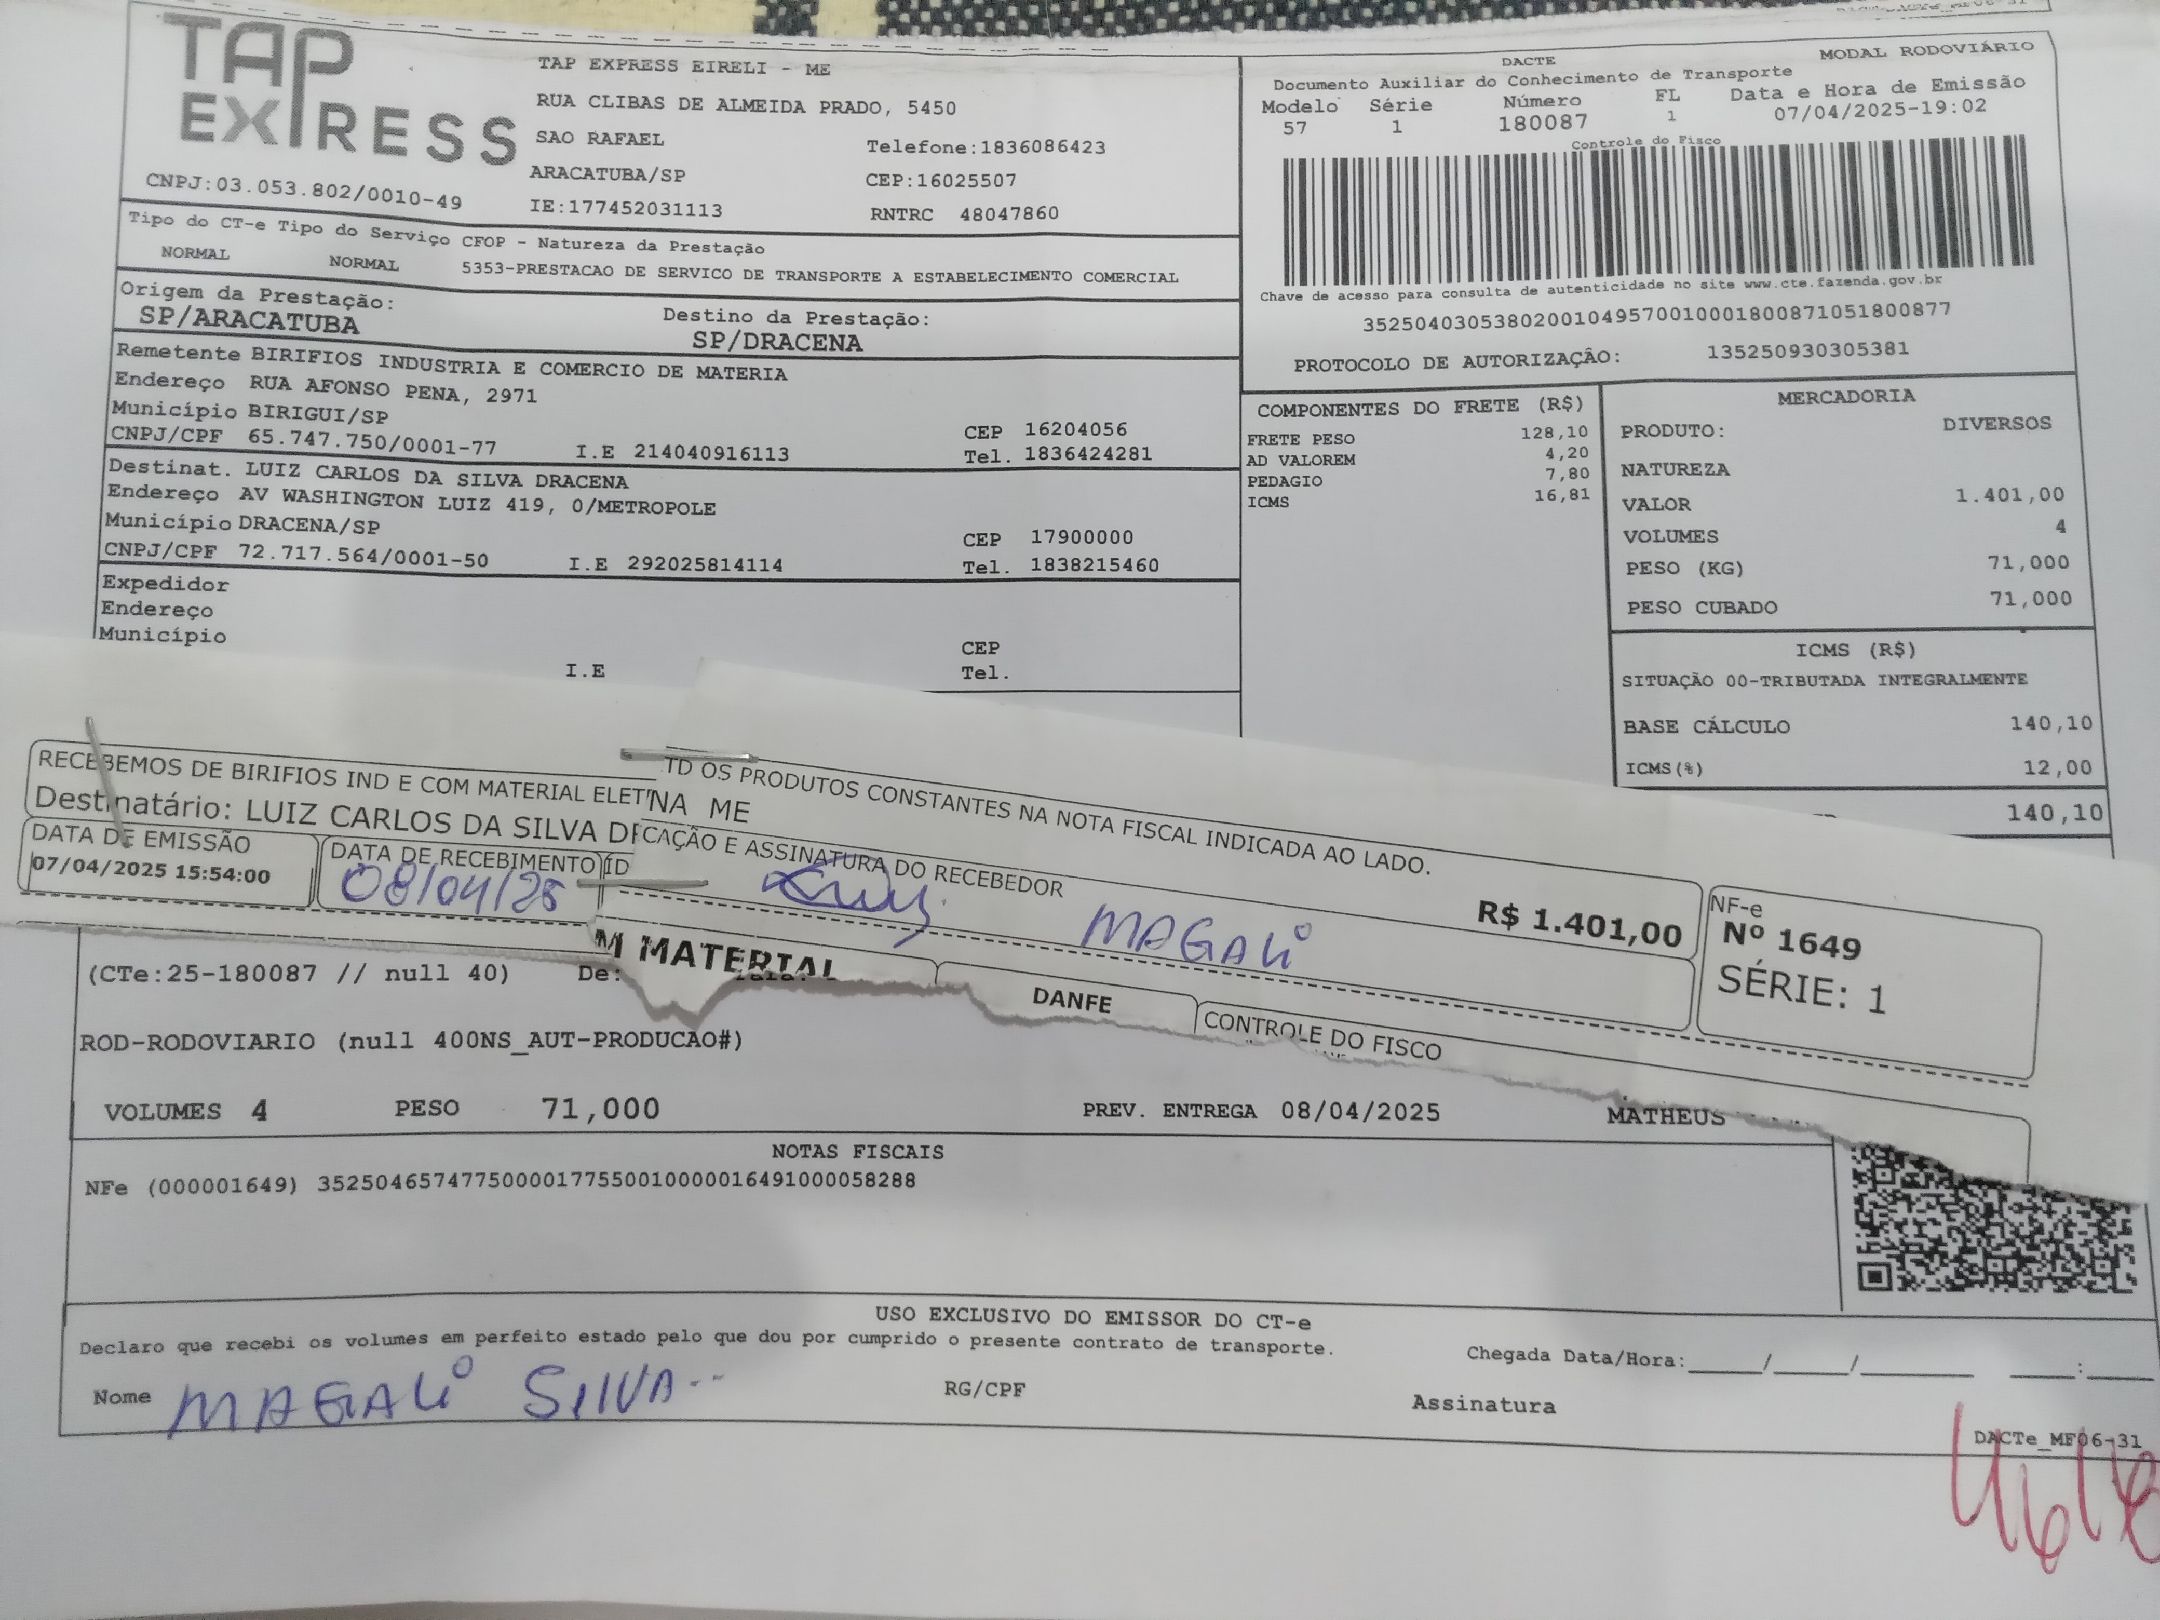 TAP EXPRESS
TAP EXPRESS EIRELI - ME
RUA CLIBAS DE ALMEIDA PRADO, 5450
SAO RAFAEL
Telefone:1836086423
ARACATUBA/SP
CEP:16025507
CNPJ:03.053.802/0010-49
IE:177452031113
RNTRC 48047860
DACTE
MODAL RODOVIÁRIO
Documento Auxiliar do Conhecimento de Transporte
Modelo Série Número FL Data e Hora de Emissão
57 1 180087 1 07/04/2025-19:02
Controle do Fisco
Chave de acesso para consulta de autenticidade no site www.cte.fazenda.gov.br
35250403053802001049570010001800871051800877
PROTOCOLO DE AUTORIZAÇÃO: 135250930305381
Tipo do CT-e Tipo do Serviço CFOP - Natureza da Prestação
NORMAL NORMAL 5353-PRESTACAO DE SERVICO DE TRANSPORTE A ESTABELECIMENTO COMERCIAL
Origem da Prestação:
SP/ARACATUBA
Destino da Prestação:
SP/DRACENA
Remetente BIRIFIOS INDUSTRIA E COMERCIO DE MATERIA
Endereço RUA AFONSO PENA, 2971
Município BIRIGUI/SP
CEP 16204056
CNPJ/CPF 65.747.750/0001-77 I.E 214040916113 Tel. 1836424281
Destinat. LUIZ CARLOS DA SILVA DRACENA
Endereço AV WASHINGTON LUIZ 419, 0/METROPOLE
Município DRACENA/SP
CEP 17900000
CNPJ/CPF 72.717.564/0001-50 I.E 292025814114 Tel. 1838215460
Expedidor
Endereço
Município
CEP
I.E
Tel.
COMPONENTES DO FRETE (R$)
FRETE PESO 128,10
AD VALOREM 4,20
PEDAGIO 7,80
ICMS 16,81
MERCADORIA
PRODUTO: DIVERSOS
NATUREZA
VALOR 1.401,00
VOLUMES 4
PESO (KG) 71,000
PESO CUBADO 71,000
ICMS (R$)
SITUAÇÃO 00-TRIBUTADA INTEGRALMENTE
BASE CÁLCULO 140,10
ICMS(%) 12,00
140,10
RECEBEMOS DE BIRIFIOS IND E COM MATERIAL ELET
TD OS PRODUTOS CONSTANTES NA NOTA FISCAL INDICADA AO LADO.
Destinatário: LUIZ CARLOS DA SILVA DR
NA ME
DATA DE EMISSÃO
07/04/2025 15:54:00
DATA DE RECEBIMENTO
08/04/25
ID
CAÇÃO E ASSINATURA DO RECEBEDOR
MAGALi
R$ 1.401,00
NF-e
Nº 1649
SÉRIE: 1
M MATERIAL
DANFE
CONTROLE DO FISCO
(CTe:25-180087 // null 40) De:
ROD-RODOVIARIO (null 400NS_AUT-PRODUCAO#)
VOLUMES 4 PESO 71,000 PREV. ENTREGA 08/04/2025 MATHEUS
NOTAS FISCAIS
NFe (000001649) 35250465747750000177550010000016491000058288
USO EXCLUSIVO DO EMISSOR DO CT-e
Declaro que recebi os volumes em perfeito estado pelo que dou por cumprido o presente contrato de transporte.
Chegada Data/Hora:_____/_____/________ _____:_____
Nome MAGALi SILVA
RG/CPF
Assinatura
DACTe_MF06-31